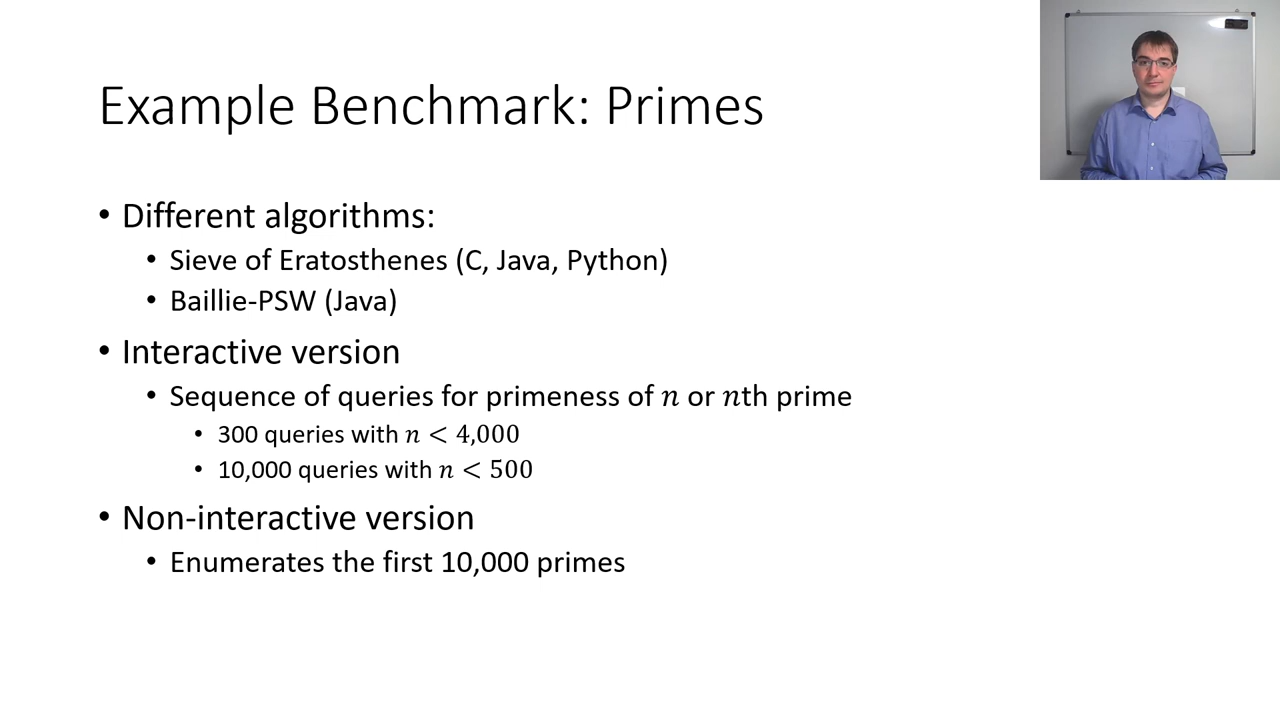 Example Benchmark: Primes
• Different algorithms:
• Sieve of Eratosthenes (C, Java, Python)
• Baillie-PSW (Java)
• Interactive version
• Sequence of queries for primeness of n or nth prime
• 300 queries with n < 4,000
• 10,000 queries with n < 500
• Non-interactive version
• Enumerates the first 10,000 primes